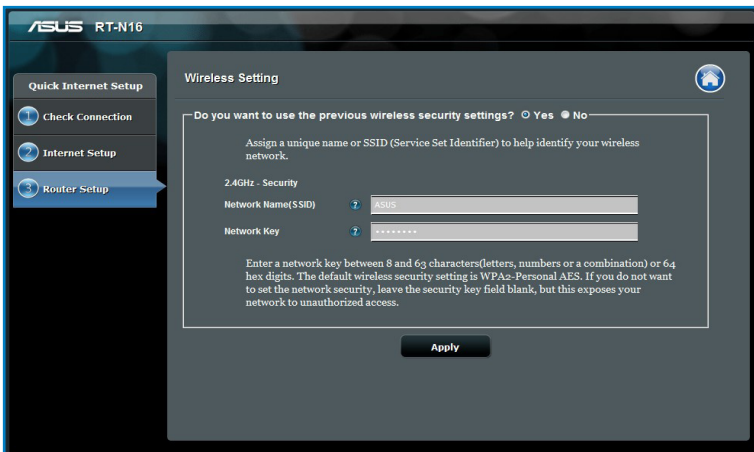 ASUS RT-N16
Quick Internet Setup
1 Check Connection
2 Internet Setup
3 Router Setup
Wireless Setting
Do you want to use the previous wireless security settings? Yes No
Assign a unique name or SSID (Service Set Identifier) to help identify your wireless
network.
2.4GHz - Security
Network Name(SSID) ? ASUS
Network Key ? ········
Enter a network key between 8 and 63 characters(letters, numbers or a combination) or 64
hex digits. The default wireless security setting is WPA2-Personal AES. If you do not want
to set the network security, leave the security key field blank, but this exposes your
network to unauthorized access.
Apply